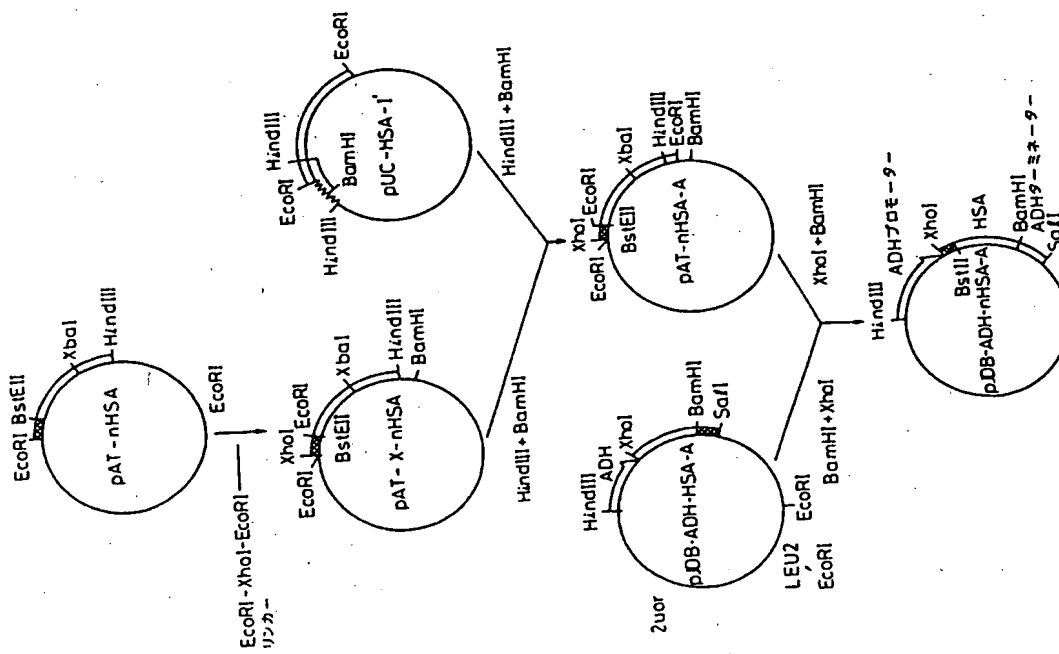 EcoRI
BstEII
XbaI
HindIII
pAT-nHSA
EcoRI-XhoI-EcoRI
リンカー
EcoRI
EcoRI
XhoI
EcoRI
BstEII
XbaI
HindIII
BamHI
pAT-X-nHSA
EcoRI
HindIII
EcoRI
BamHI
HindIII
pUC-HSA-I'
HindIII+BamHI
HindIII+BamHI
EcoRI
XhoI
EcoRI
BstEII
XbaI
HindIII
EcoRI
BamHI
pAT-nHSA-A
HindIII
ADH
XhoI
BamHI
SalI
pJDB-ADH-HSA-A
2uor
LEU2
EcoRI
EcoRI
BamHI+XhoI
XhoI+BamHI
HindIII
ADHプロモーター
XhoI
BstII
HSA
BamHI
ADHターミネーター
SalI
pJDB-ADH-nHSA-A